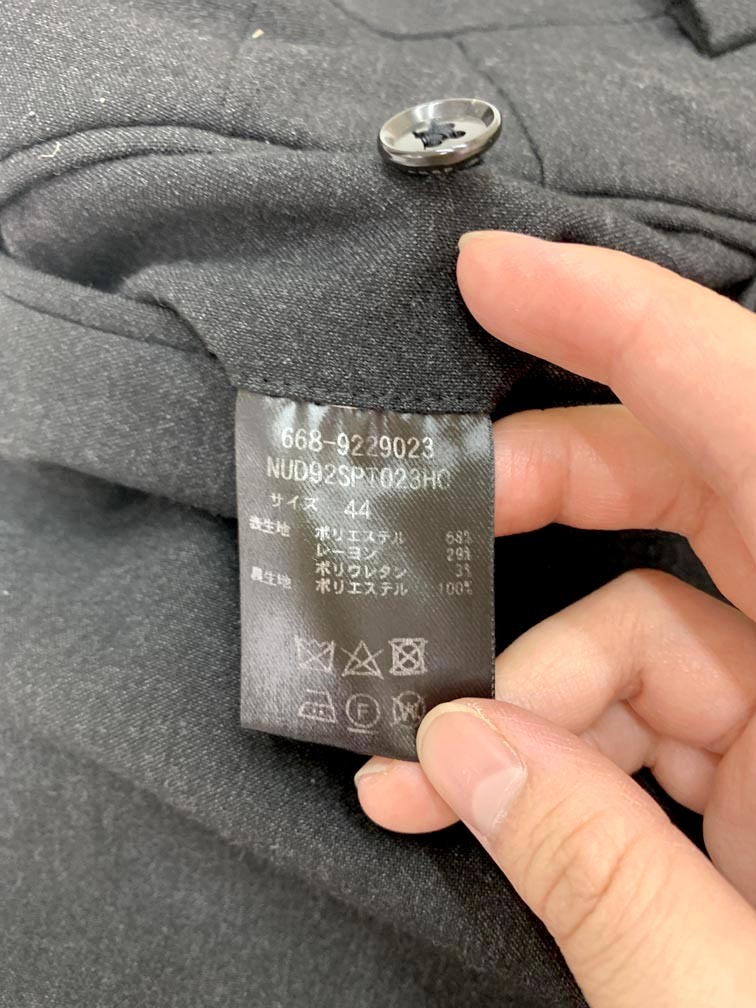 668-9229023
NUD92SPT023HC
サイズ 44
表生地 ポリエステル 68%
レーヨン 29%
ポリウレタン 3%
裏生地 ポリエステル 100%
F
W